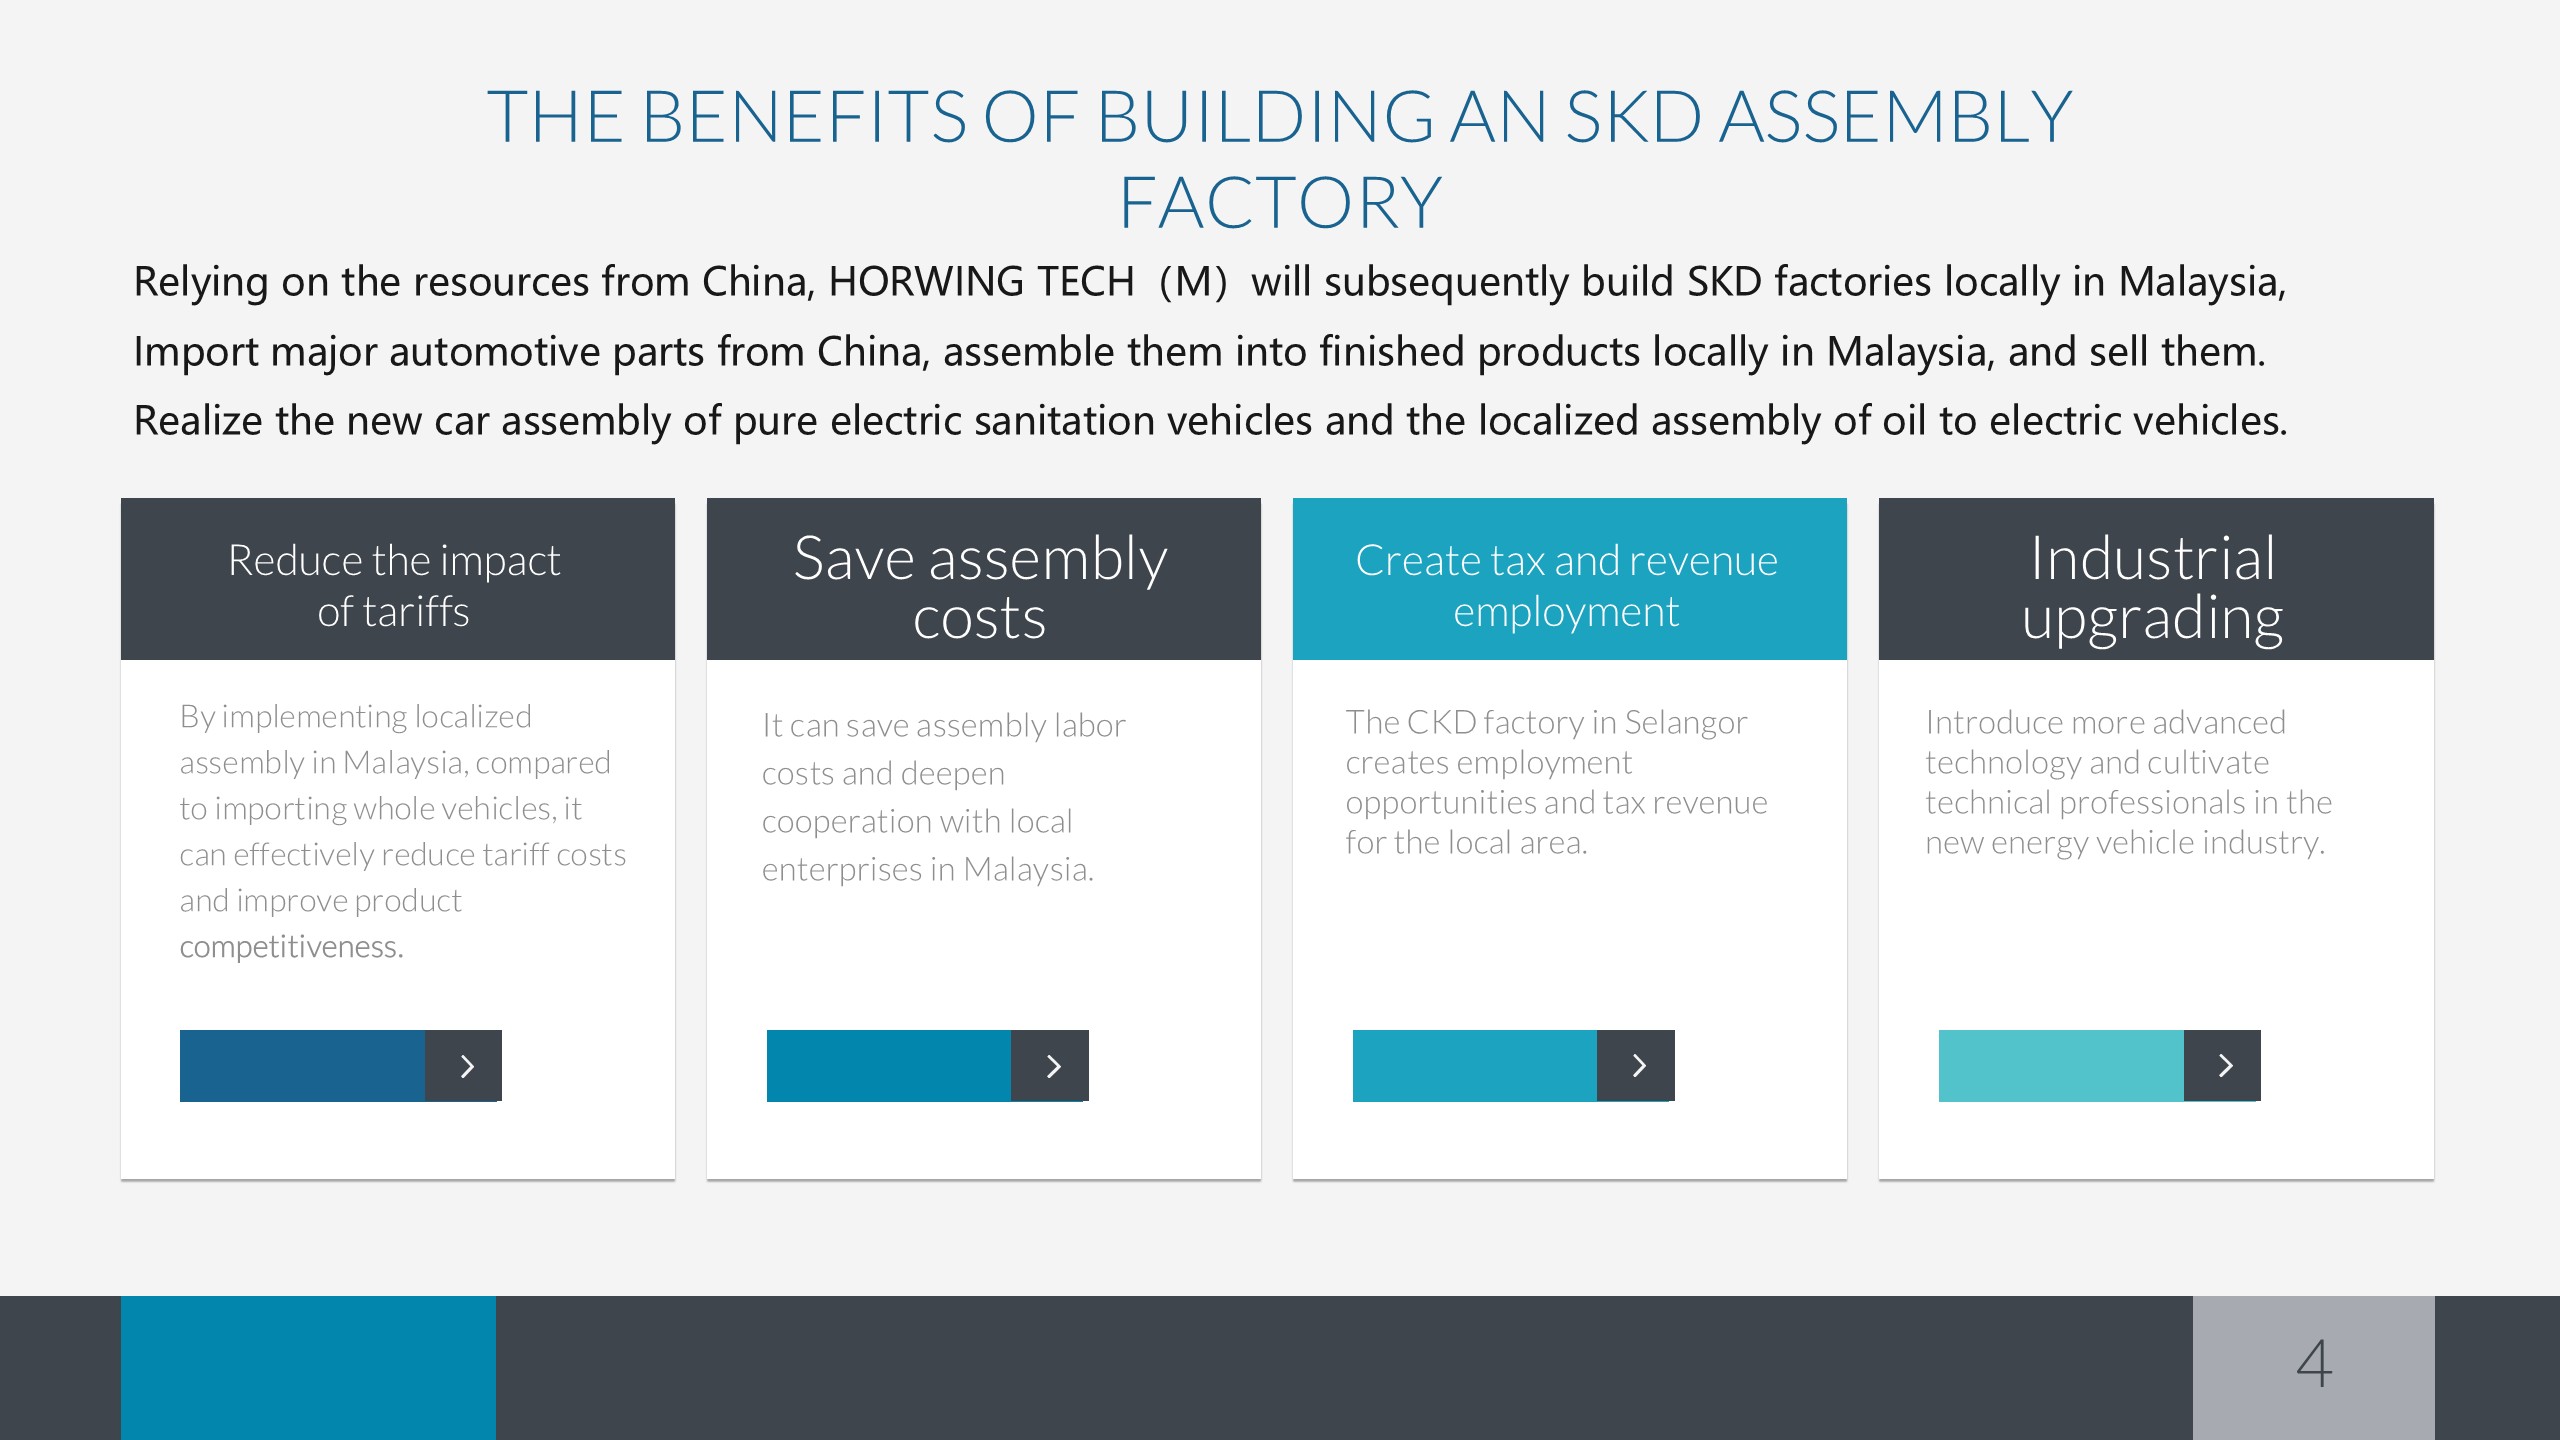 THE BENEFITS OF BUILDING AN SKD ASSEMBLY
FACTORY
Relying on the resources from China, HORWING TECH（M）will subsequently build SKD factories locally in Malaysia,
Import major automotive parts from China, assemble them into finished products locally in Malaysia, and sell them.
Realize the new car assembly of pure electric sanitation vehicles and the localized assembly of oil to electric vehicles.
Reduce the impact
of tariffs
By implementing localized
assembly in Malaysia, compared
to importing whole vehicles, it
can effectively reduce tariff costs
and improve product
competitiveness.
Save assembly
costs
It can save assembly labor
costs and deepen
cooperation with local
enterprises in Malaysia.
Create tax and revenue
employment
The CKD factory in Selangor
creates employment
opportunities and tax revenue
for the local area.
Industrial
upgrading
Introduce more advanced
technology and cultivate
technical professionals in the
new energy vehicle industry.
4